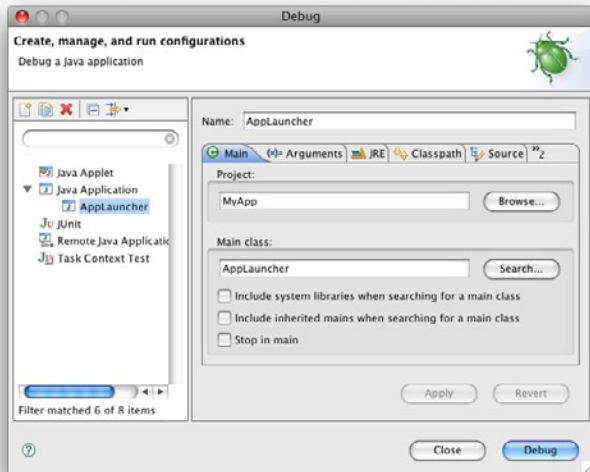 Debug
Create, manage, and run configurations
Debug a Java application
Name: AppLauncher
Main (x)= Arguments JRE Classpath Source »2
Java Applet
Java Application
AppLauncher
Ju JUnit
Remote Java Applicatio
Task Context Test
Filter matched 6 of 8 items
Project:
MyApp Browse...
Main class:
AppLauncher Search...
Include system libraries when searching for a main class
Include inherited mains when searching for a main class
Stop in main
Apply Revert
? Close Debug